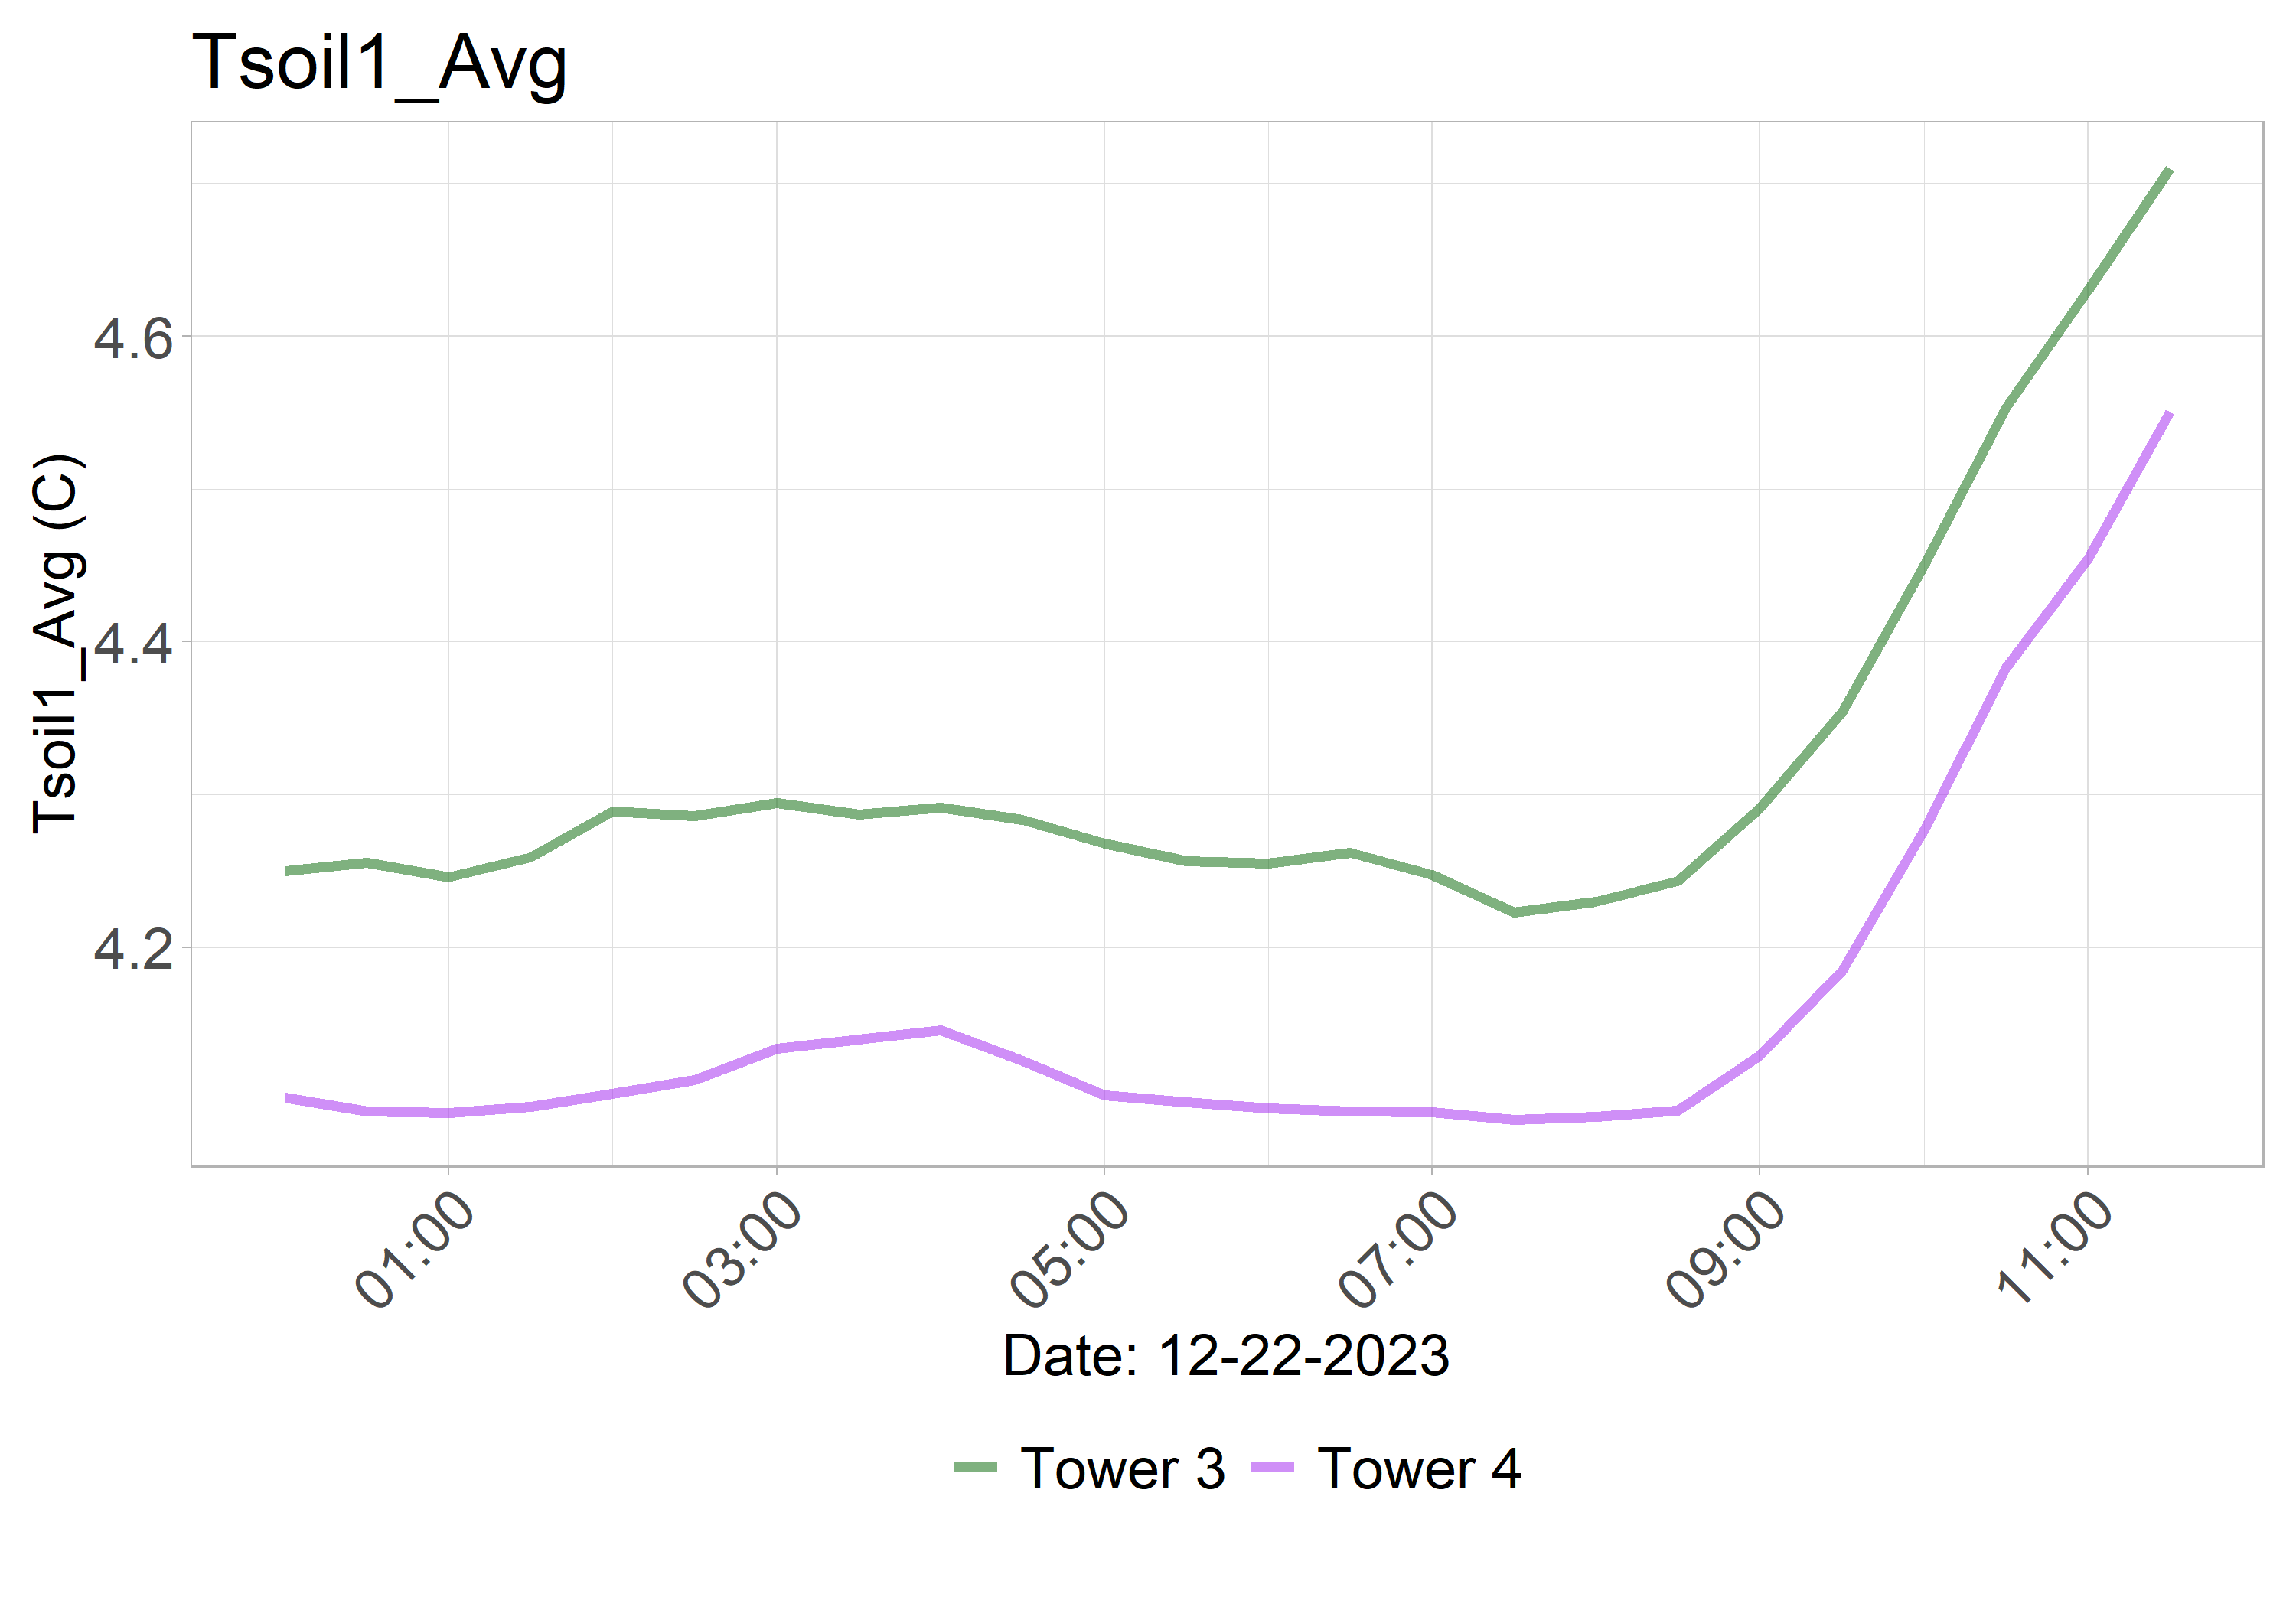 Tsoil1_Avg
Tsoil1_Avg (C)
4.6
4.4
4.2
01:00 03:00 05:00 07:00 09:00 11:00
Date: 12-22-2023
Tower 3 Tower 4